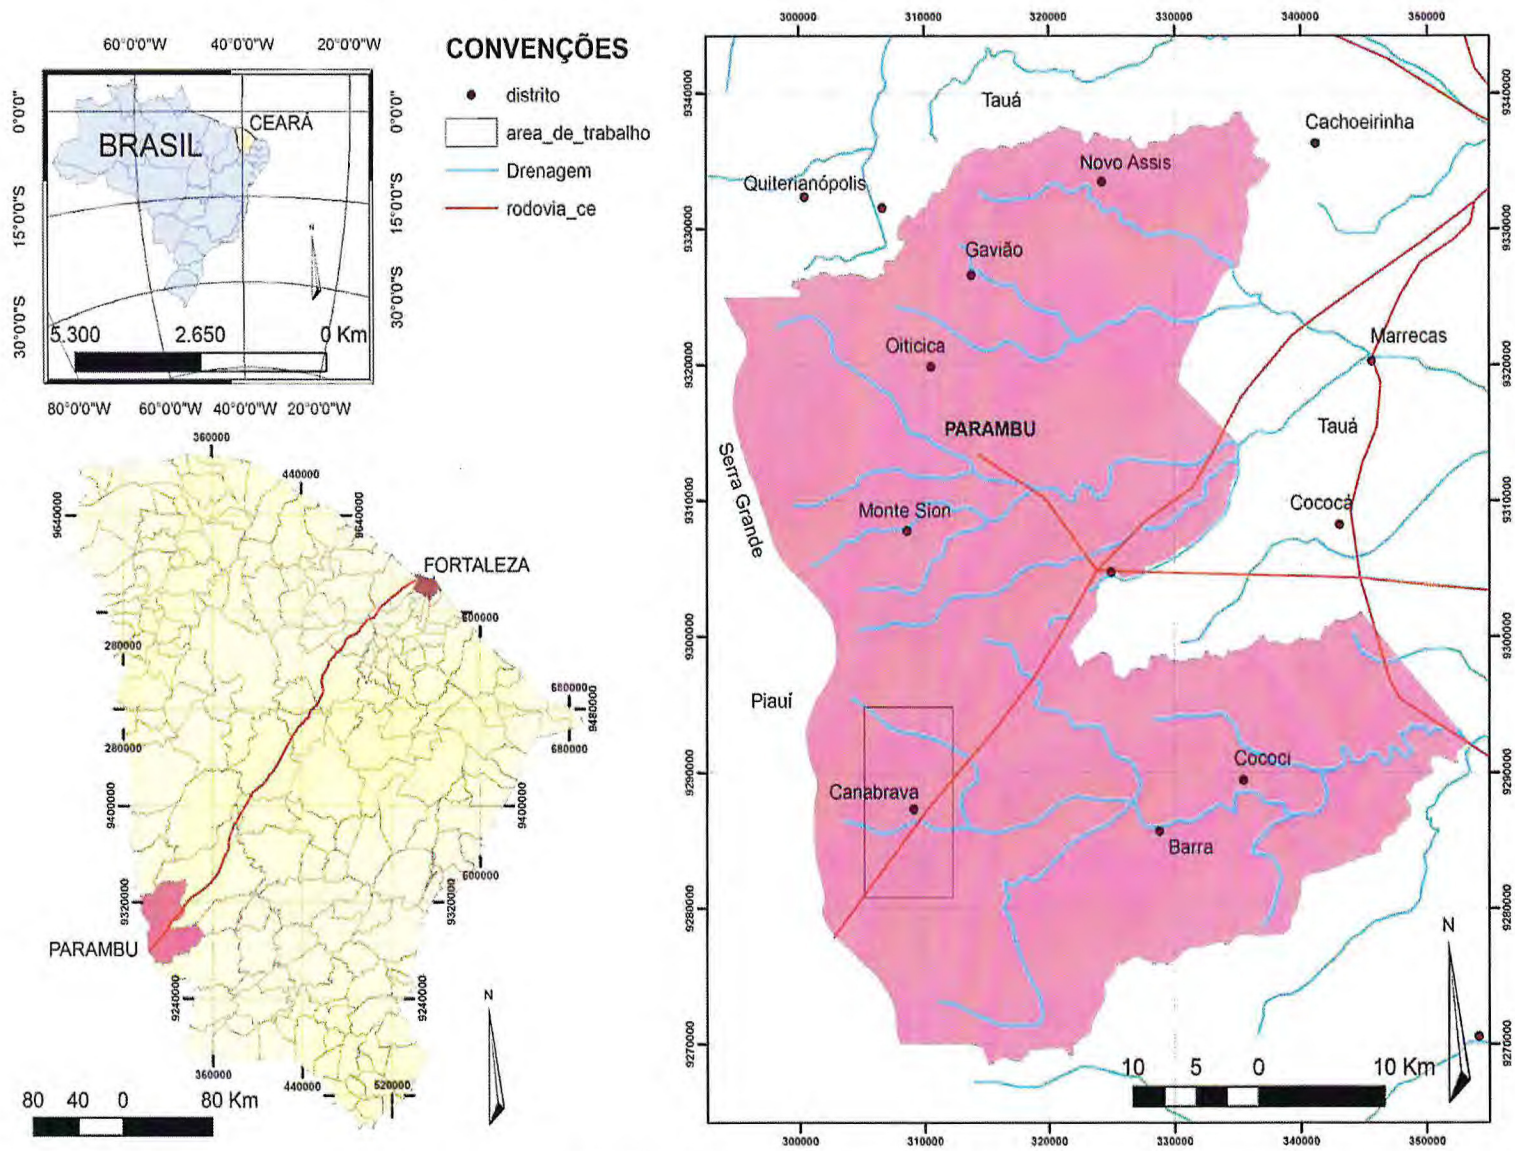 60°0'0"W 40°0'0"W 20°0'0"W
0°0'0"
15°0'0"S
30°0'0"S
BRASIL
CEARÁ
N
0°0'0"
15°0'0"S
30°0'0"S
5.300 2.650 0 Km
80°0'0"W 60°0'0"W 40°0'0"W 20°0'0"W
CONVENÇÕES
distrito
area_de_trabalho
Drenagem
rodovia_ce
360000
440000
9640000
9640000
FORTALEZA
600000
280000
680000
9480000
280000
680000
9400000
9400000
600000
9320000
9320000
PARAMBU
9240000
9240000
N
360000
440000
520000
80 40 0 80 Km
300000 310000 320000 330000 340000 350000
9340000
9330000
9320000
9310000
9300000
9290000
9280000
9270000
Tauá
Cachoeirinha
Novo Assis
Quiterianópolis
Gavião
Marrecas
Oiticica
PARAMBU
Tauá
Serra Grande
Monte Sion
Cococá
Piauí
Cococi
Canabrava
Barra
N
10 5 0 10 Km
9340000
9330000
9320000
9310000
9300000
9290000
9280000
9270000
300000 310000 320000 330000 340000 350000